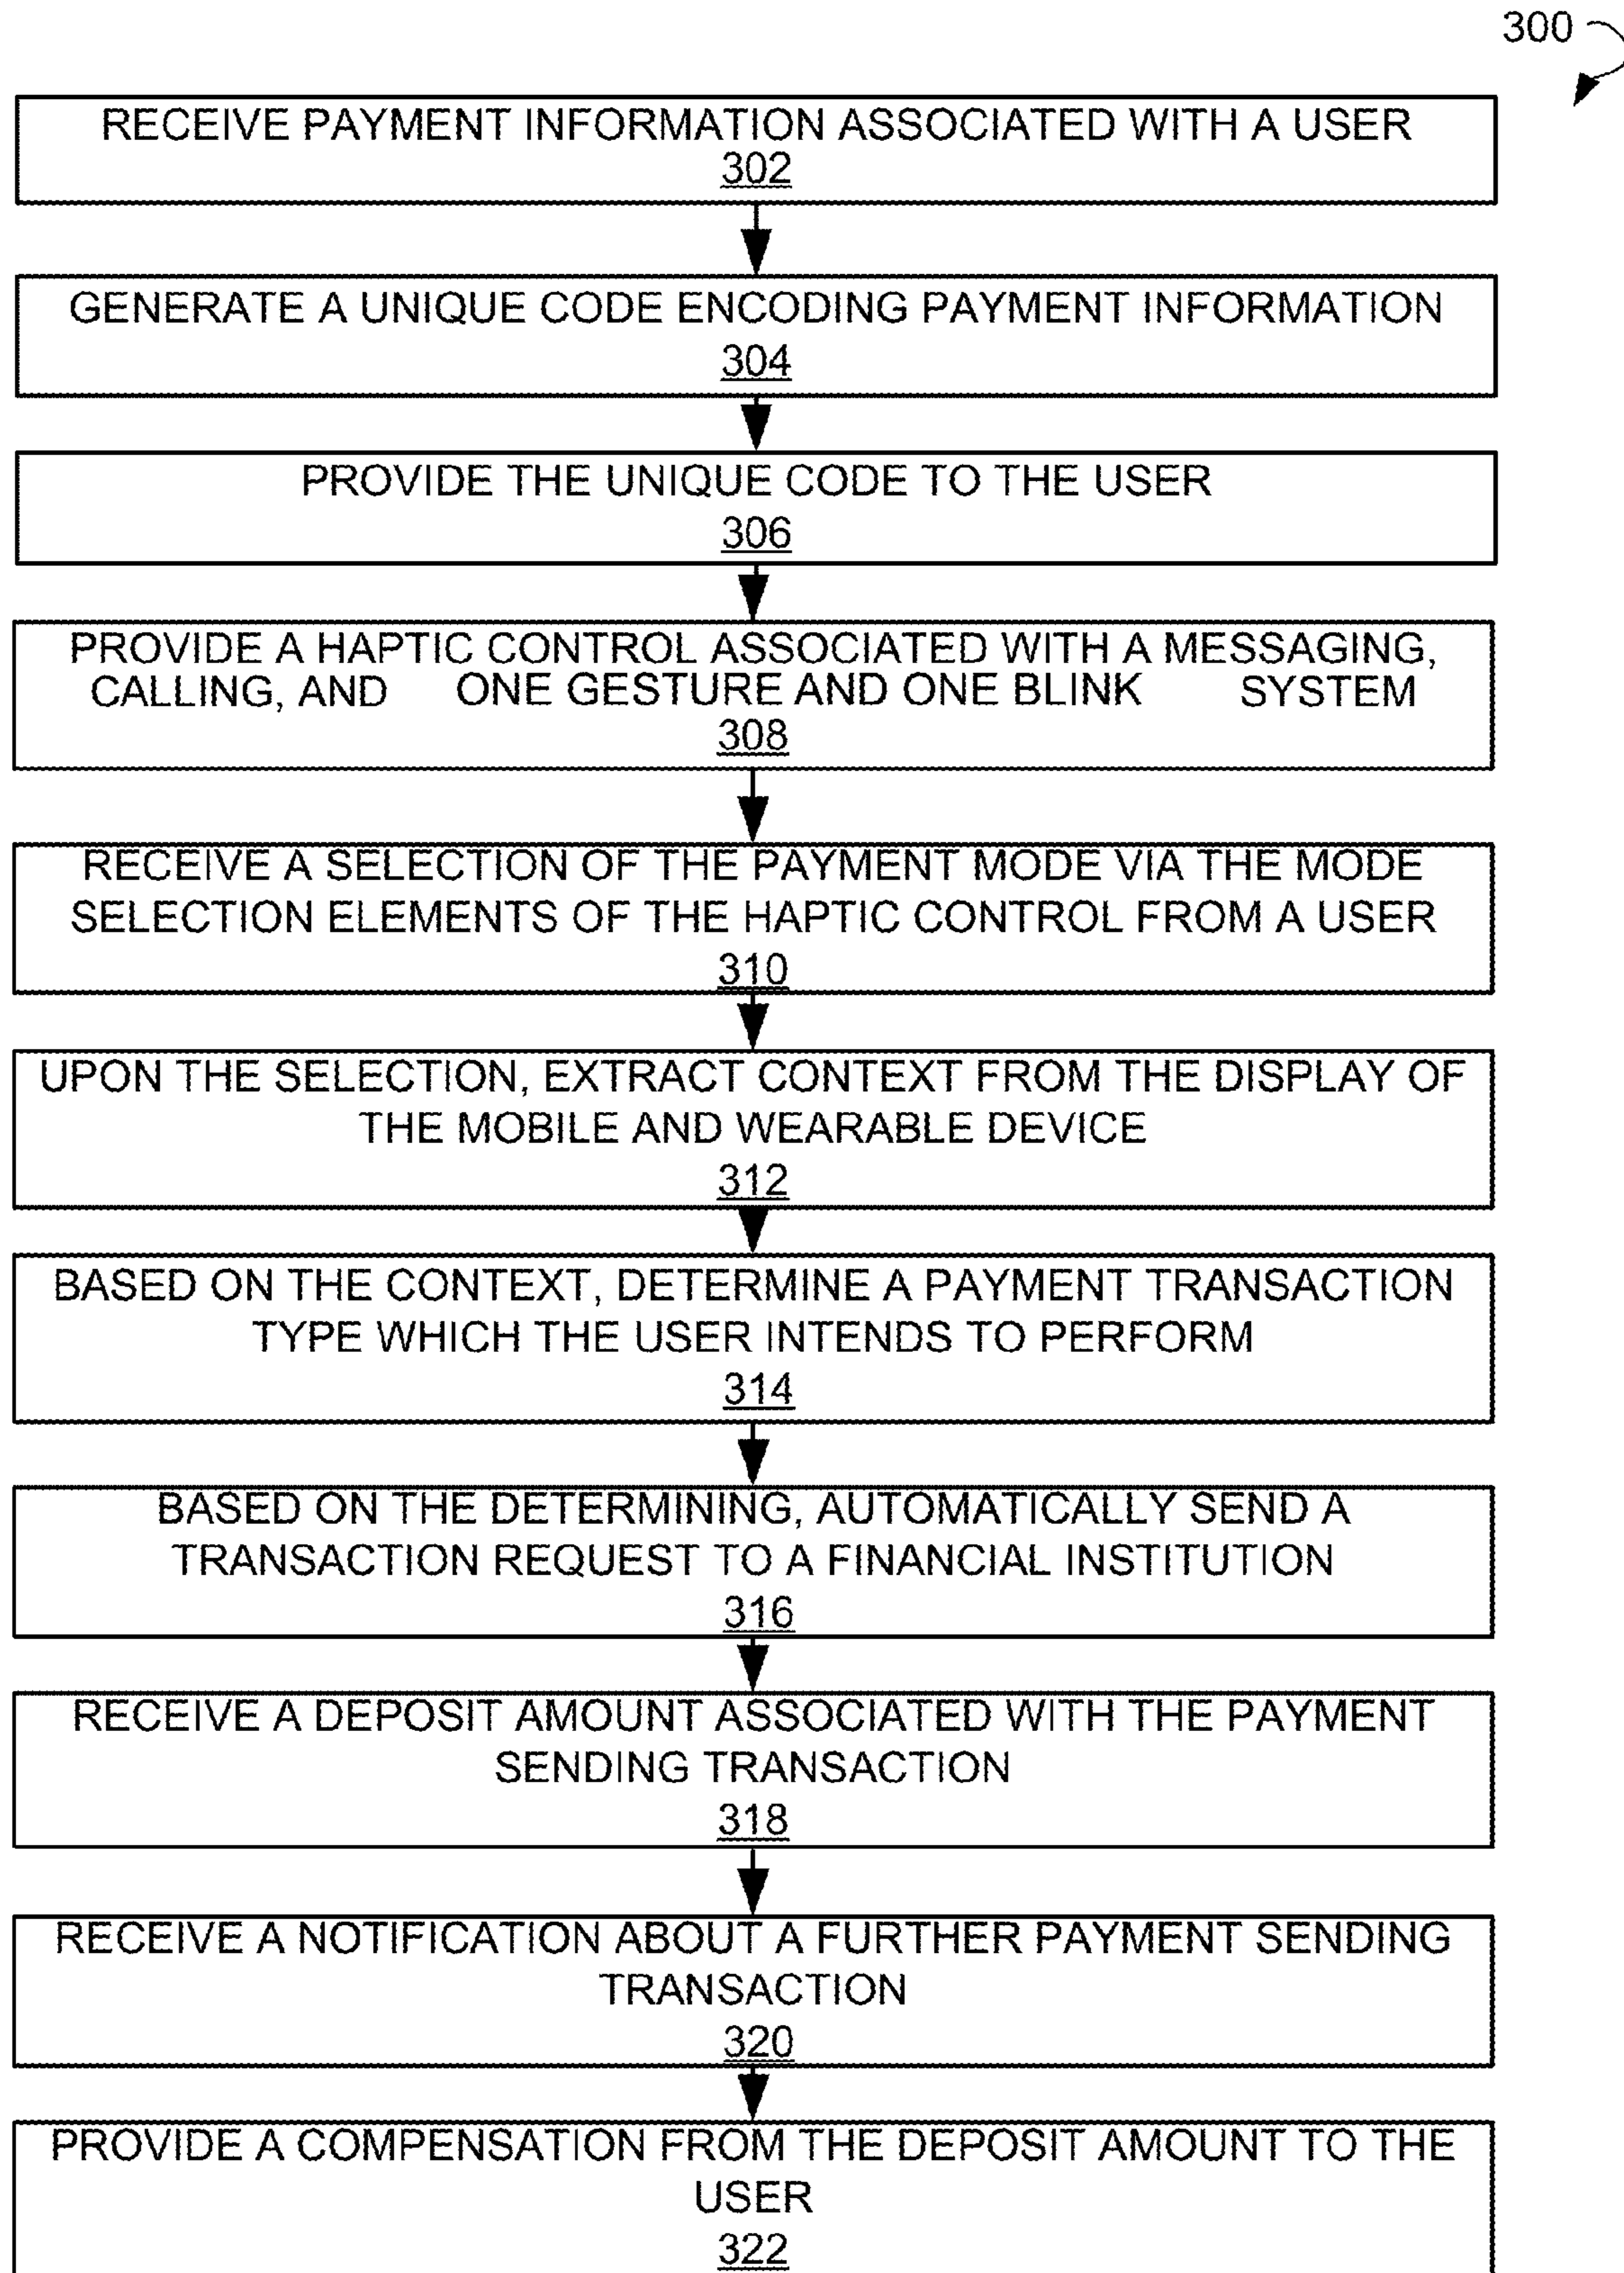 300
RECEIVE PAYMENT INFORMATION ASSOCIATED WITH A USER
302
GENERATE A UNIQUE CODE ENCODING PAYMENT INFORMATION
304
PROVIDE THE UNIQUE CODE TO THE USER
306
PROVIDE A HAPTIC CONTROL ASSOCIATED WITH A MESSAGING,
CALLING, AND ONE GESTURE AND ONE BLINK SYSTEM
308
RECEIVE A SELECTION OF THE PAYMENT MODE VIA THE MODE
SELECTION ELEMENTS OF THE HAPTIC CONTROL FROM A USER
310
UPON THE SELECTION, EXTRACT CONTEXT FROM THE DISPLAY OF
THE MOBILE AND WEARABLE DEVICE
312
BASED ON THE CONTEXT, DETERMINE A PAYMENT TRANSACTION
TYPE WHICH THE USER INTENDS TO PERFORM
314
BASED ON THE DETERMINING, AUTOMATICALLY SEND A
TRANSACTION REQUEST TO A FINANCIAL INSTITUTION
316
RECEIVE A DEPOSIT AMOUNT ASSOCIATED WITH THE PAYMENT
SENDING TRANSACTION
318
RECEIVE A NOTIFICATION ABOUT A FURTHER PAYMENT SENDING
TRANSACTION
320
PROVIDE A COMPENSATION FROM THE DEPOSIT AMOUNT TO THE
USER
322